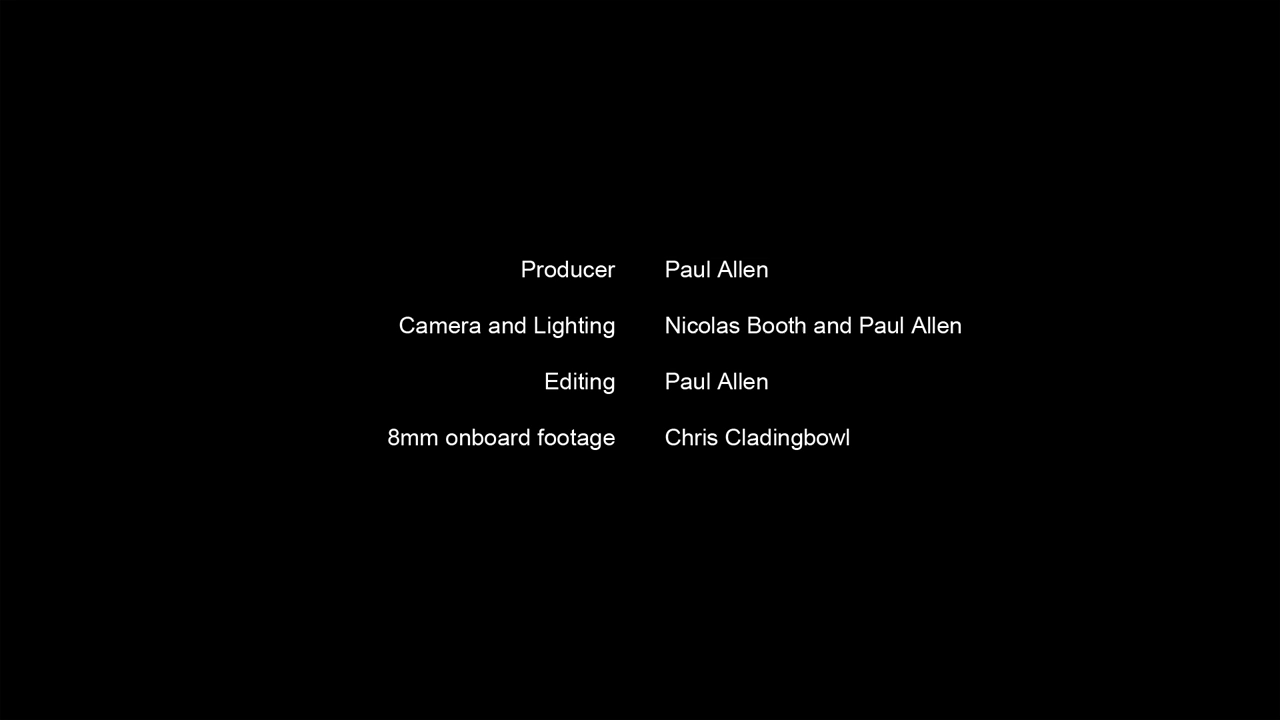 Producer Paul Allen
Camera and Lighting Nicolas Booth and Paul Allen
Editing Paul Allen
8mm onboard footage Chris Cladingbowl